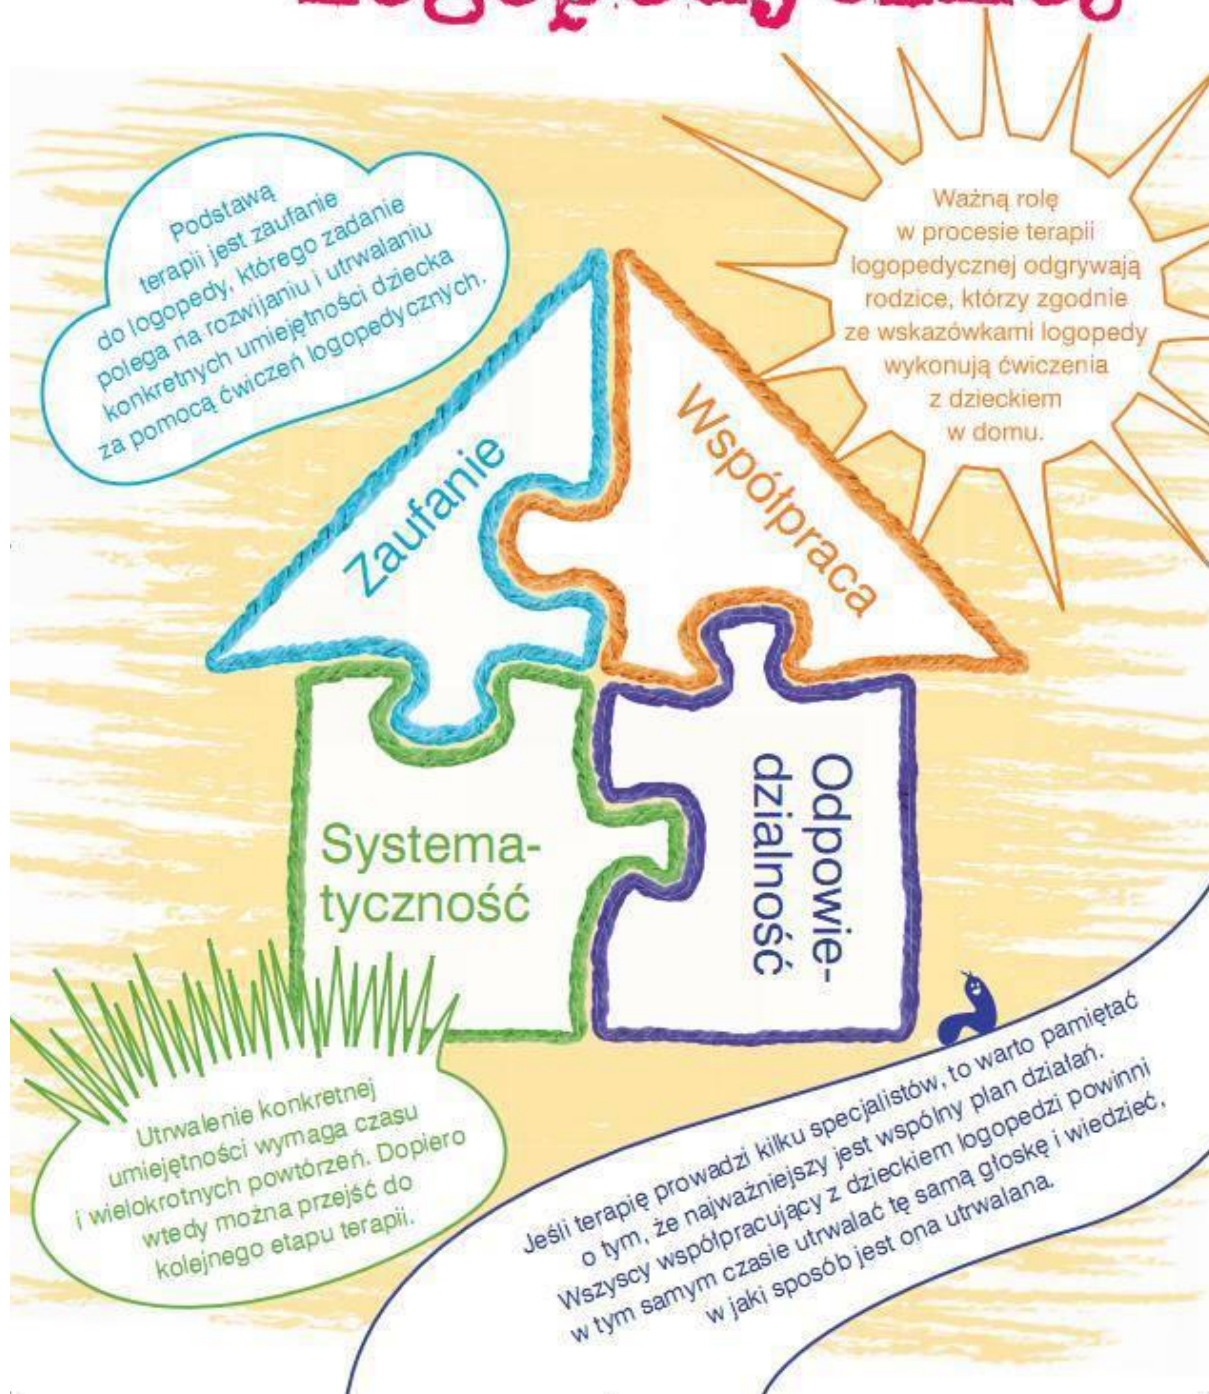 logopedycznej
Podstawą
terapii jest zaufanie
do logopedy, którego zadanie
polega na rozwijaniu i utrwalaniu
konkretnych umiejętności dziecka
za pomocą ćwiczeń logopedycznych.
Ważną rolę
w procesie terapii
logopedycznej odgrywają
rodzice, którzy zgodnie
ze wskazówkami logopedy
wykonują ćwiczenia
z dzieckiem
w domu.
Zaufanie
Współpraca
Systema-
tyczność
Odpowie-
dzialność
Utrwalenie konkretnej
umiejętności wymaga czasu
i wielokrotnych powtórzeń. Dopiero
wtedy można przejść do
kolejnego etapu terapii.
Jeśli terapię prowadzi kilku specjalistów, to warto pamiętać
o tym, że najważniejszy jest wspólny plan działań.
Wszyscy współpracujący z dzieckiem logopedzi powinni
w tym samym czasie utrwalać tę samą głoskę i wiedzieć,
w jaki sposób jest ona utrwalana.